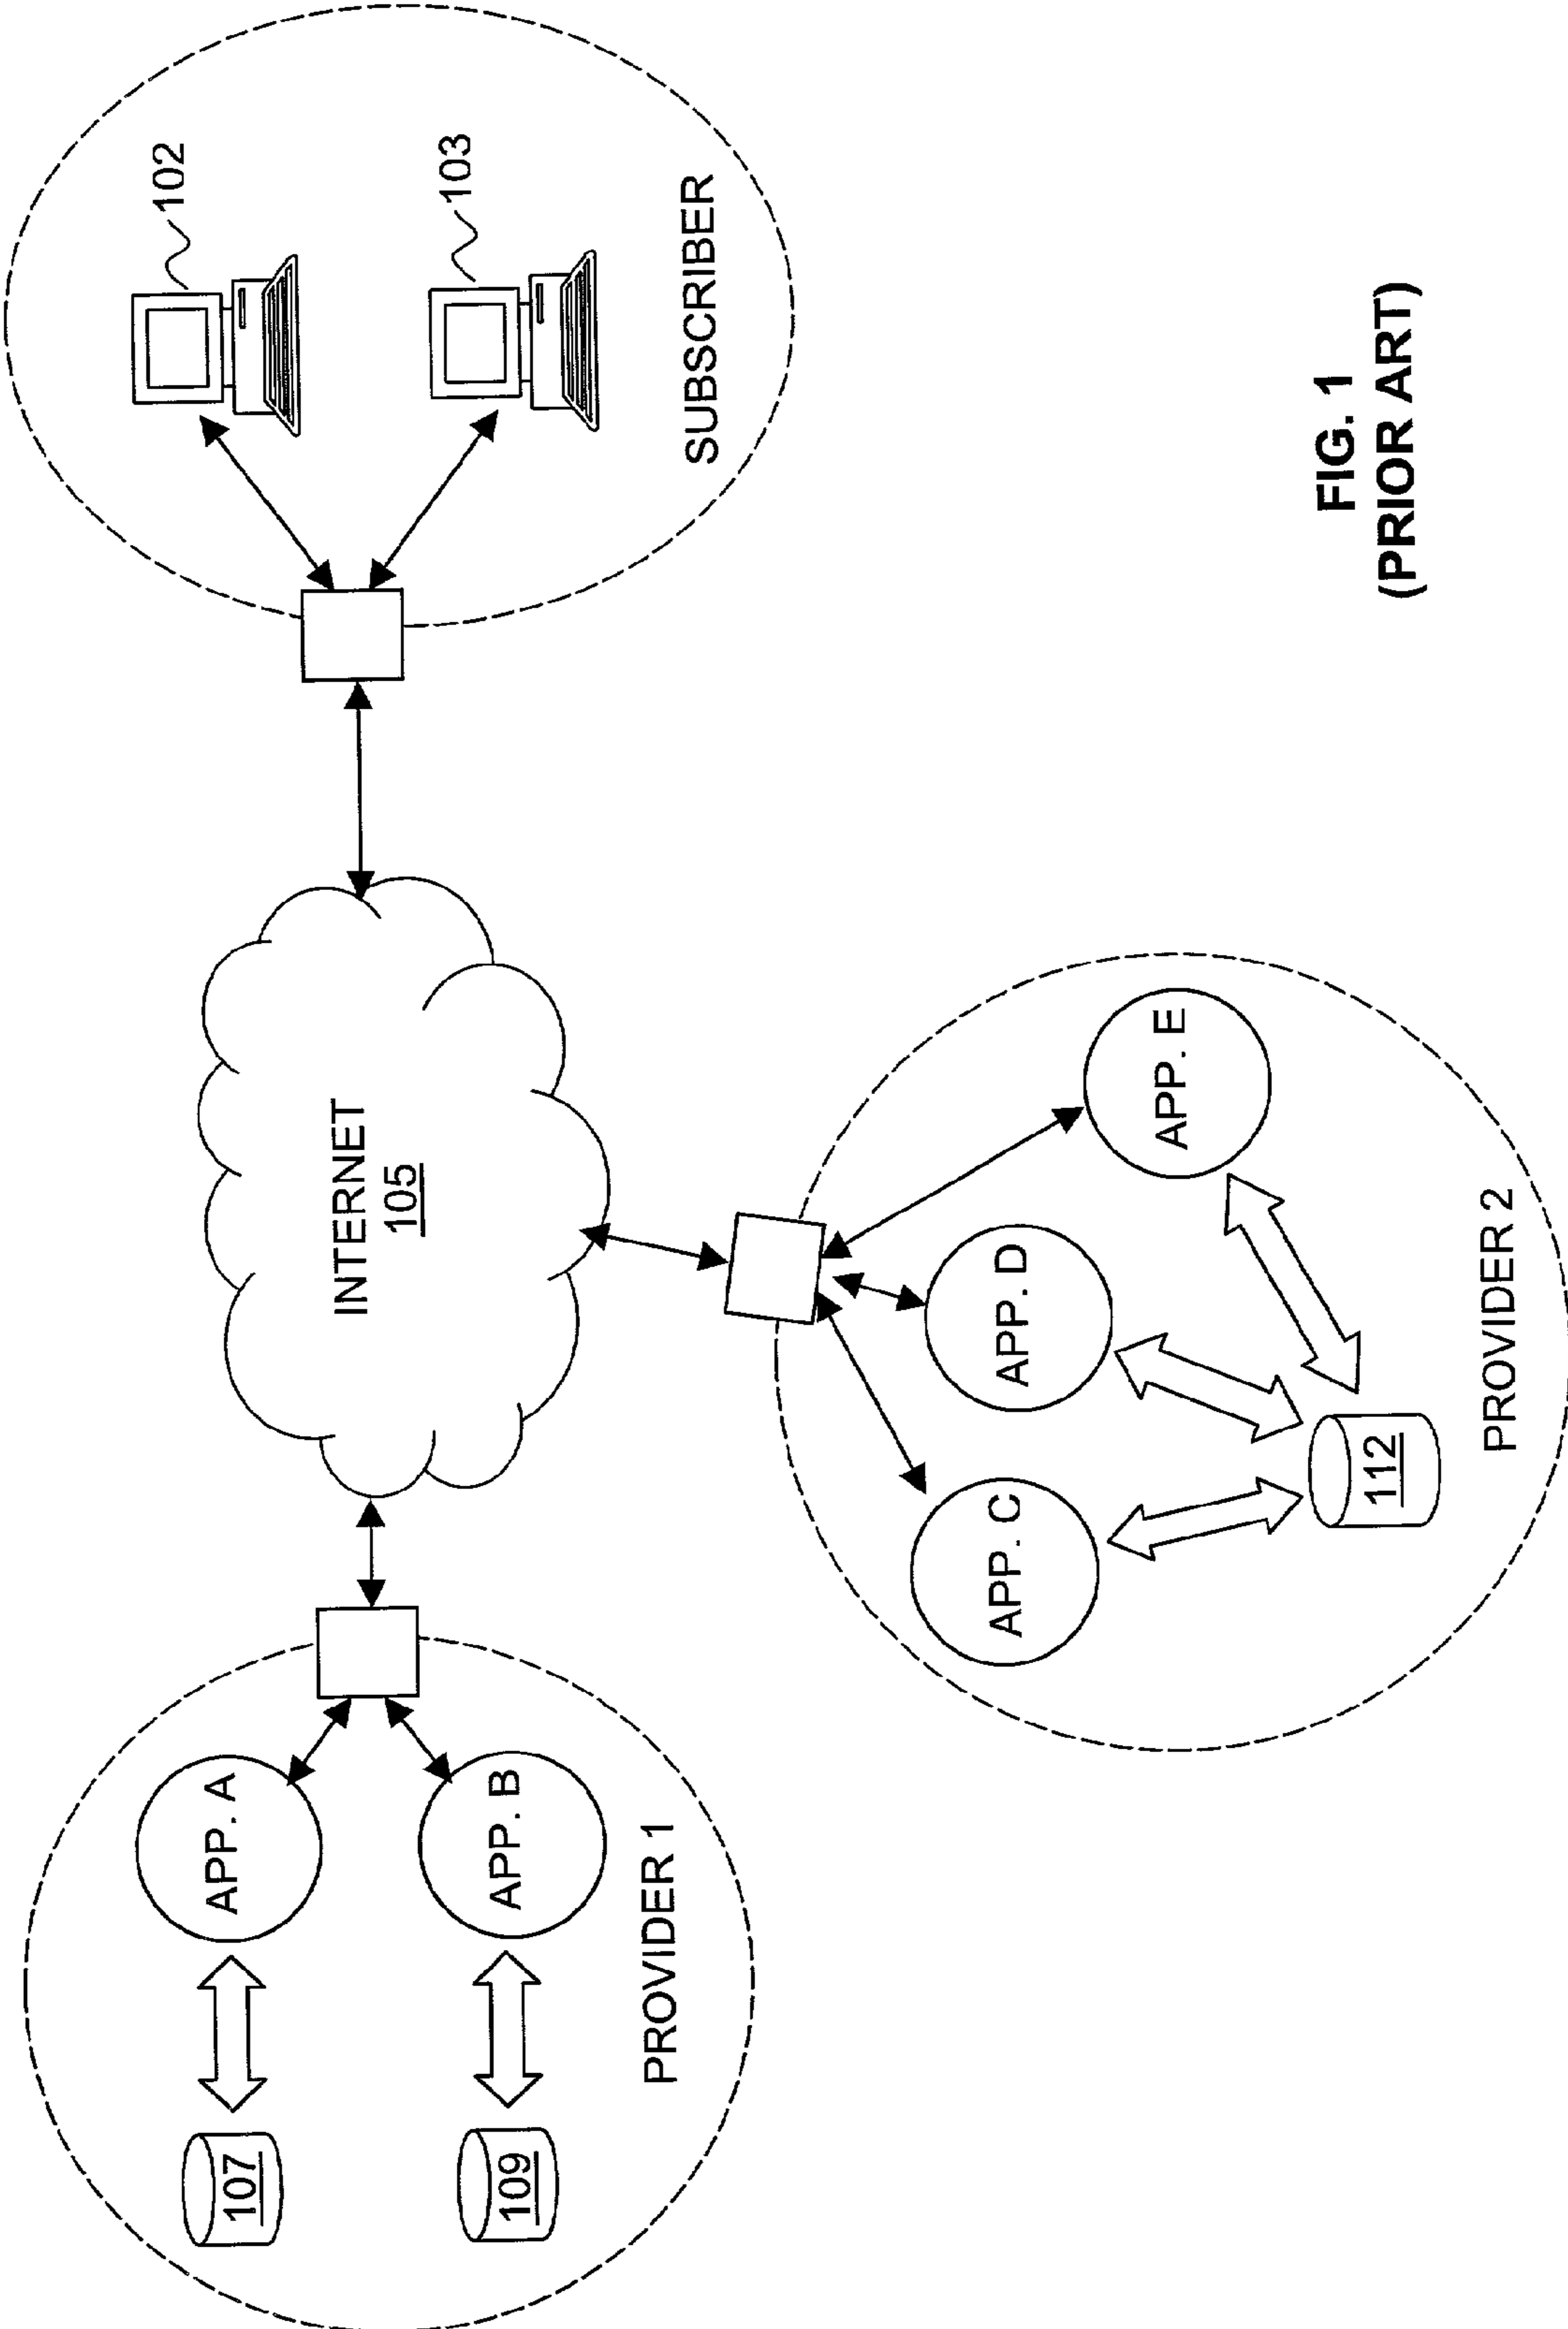 102
103
SUBSCRIBER
INTERNET
105
APP. A
APP. B
107
109
PROVIDER 1
APP. C
APP. D
APP. E
112
PROVIDER 2
FIG. 1
(PRIOR ART)